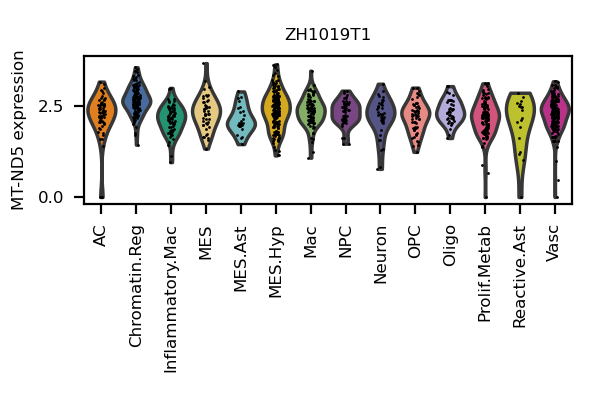 ZH1019T1
MT-ND5 expression
2.5
0.0
AC
Chromatin.Reg
Inflammatory.Mac
MES
MES.Ast
MES.Hyp
Mac
NPC
Neuron
OPC
Oligo
Prolif.Metab
Reactive.Ast
Vasc